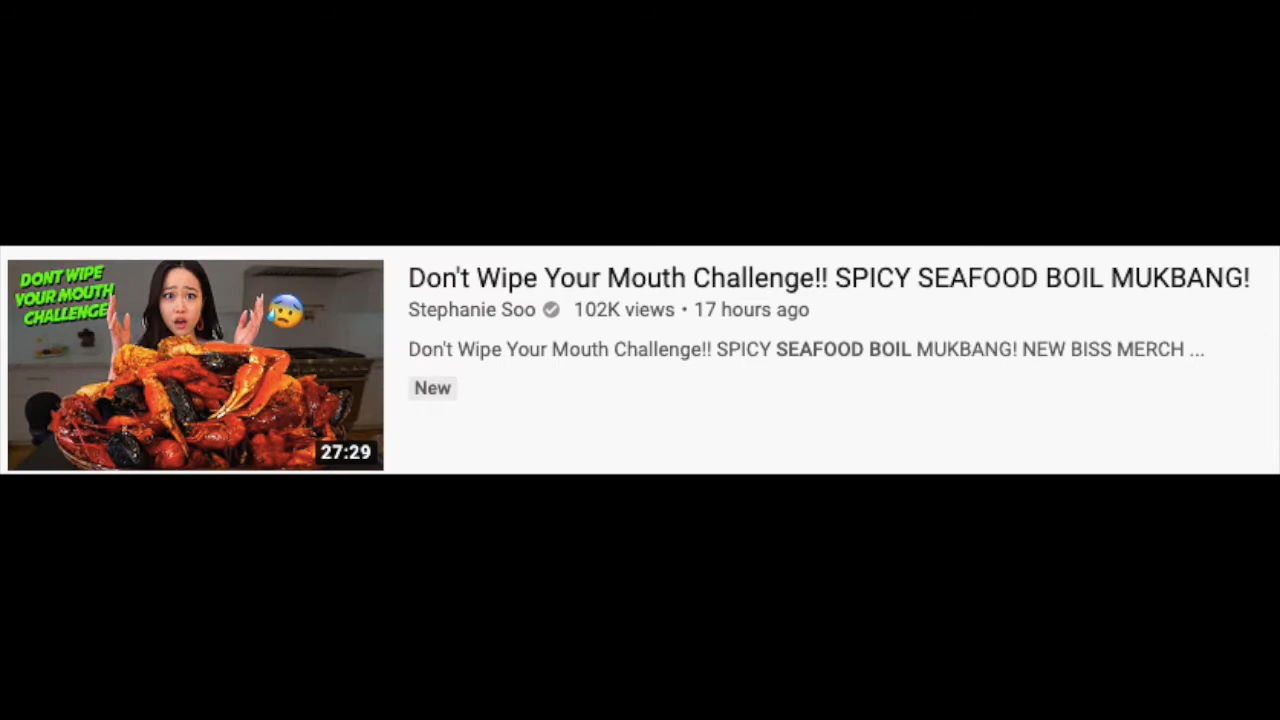 DONT WIPE
YOUR MOUTH
CHALLENGE
27:29
Don't Wipe Your Mouth Challenge!! SPICY SEAFOOD BOIL MUKBANG!
Stephanie Soo 102K views • 17 hours ago
Don't Wipe Your Mouth Challenge!! SPICY SEAFOOD BOIL MUKBANG! NEW BISS MERCH ...
New